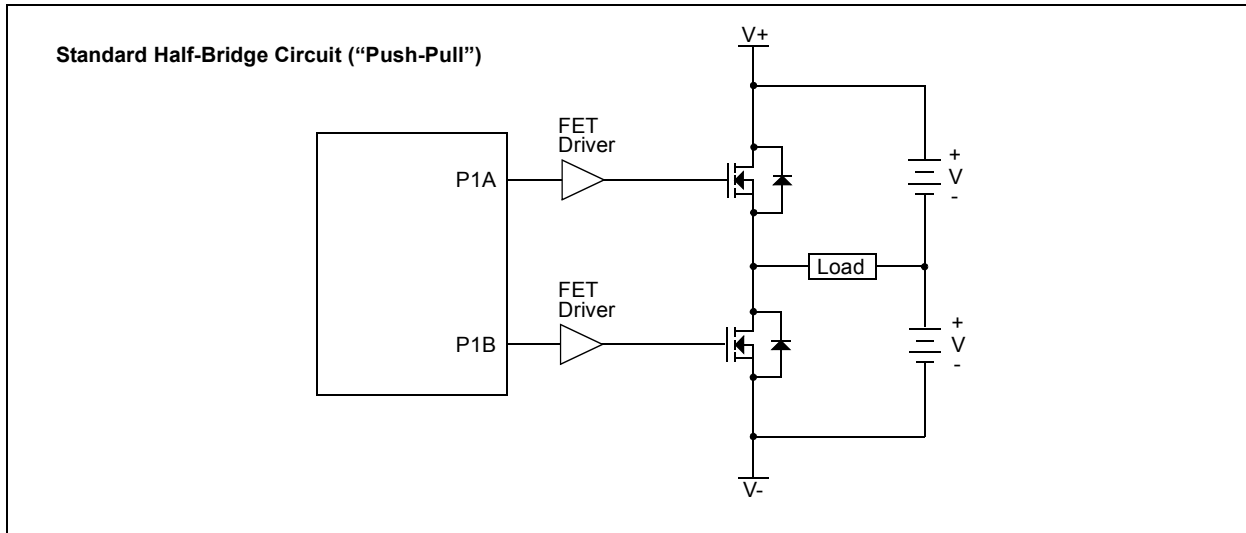 Standard Half-Bridge Circuit (“Push-Pull”)
V+
FET
Driver
P1A
+
V
-
Load
FET
Driver
P1B
+
V
-
V-